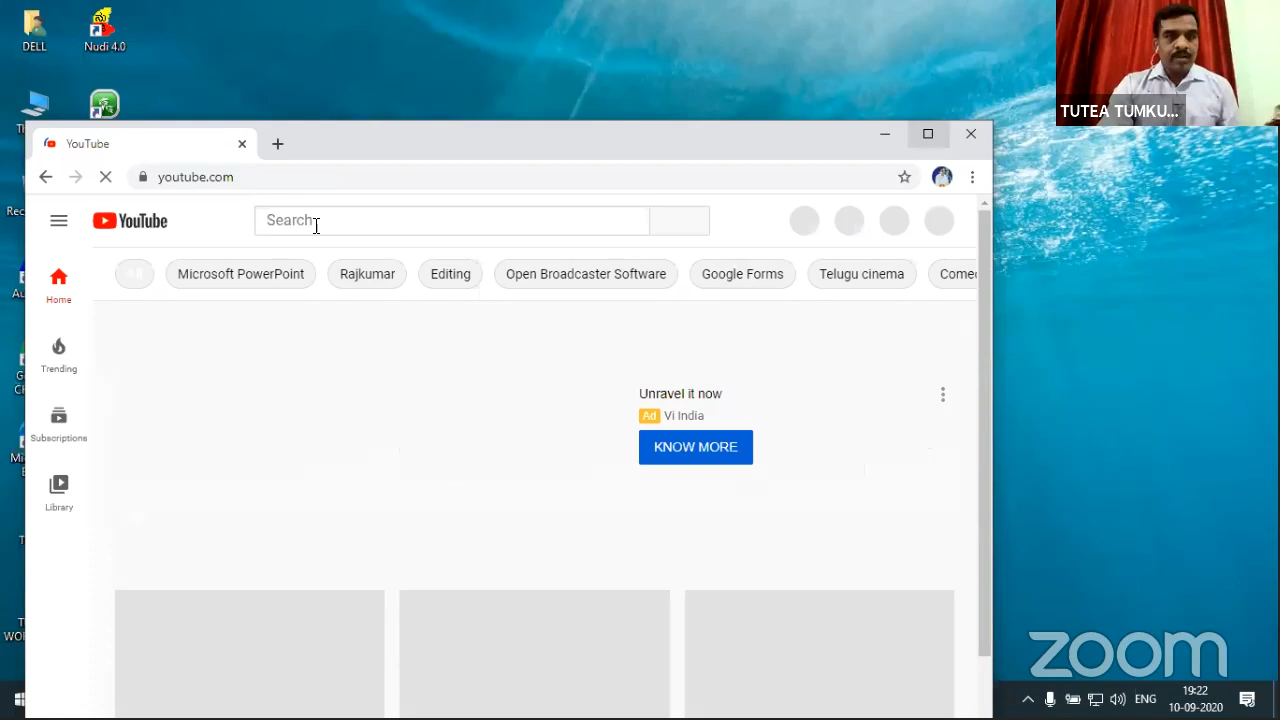 DELL
Nudi 4.0
TUTEA TUMKU...
YouTube
youtube.com
YouTube
Search
Microsoft PowerPoint
Rajkumar
Editing
Open Broadcaster Software
Google Forms
Telugu cinema
Come
Home
Trending
Subscriptions
Library
Unravel it now
Ad Vi India
KNOW MORE
zoom
ENG
19:22
10-09-2020